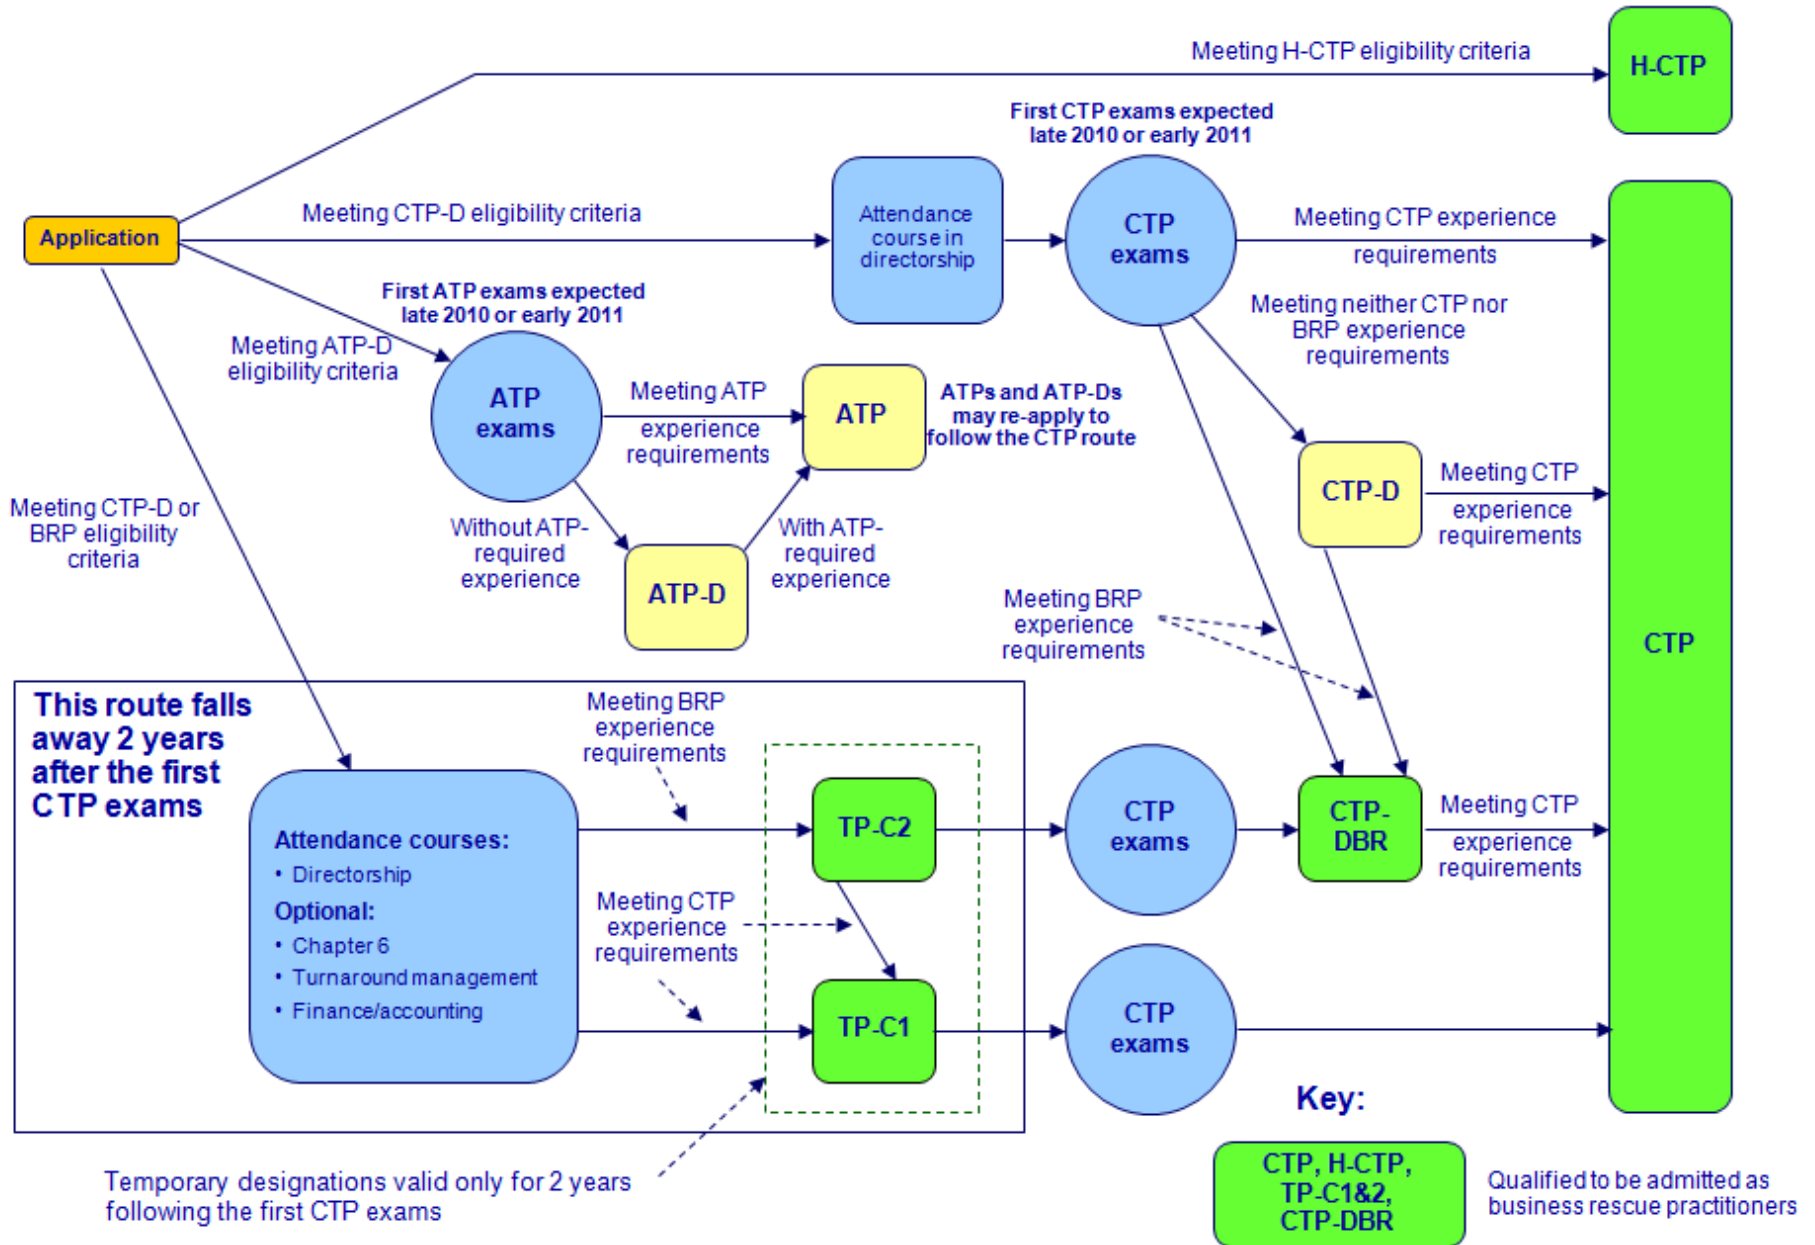 Meeting H-CTP eligibility criteria
H-CTP
First CTP exams expected
late 2010 or early 2011
Meeting CTP-D eligibility criteria
Application
Attendance
course in
directorship
CTP
exams
Meeting CTP experience
requirements
First ATP exams expected
late 2010 or early 2011
Meeting ATP-D
eligibility criteria
Meeting neither CTP nor
BRP experience
requirements
ATP
exams
Meeting ATP
experience
requirements
ATP
ATPs and ATP-Ds
may re-apply to
follow the CTP route
CTP-D
Meeting CTP
experience
requirements
Meeting CTP-D or
BRP eligibility
criteria
Without ATP-
required
experience
With ATP-
required
experience
ATP-D
Meeting BRP
experience
requirements
CTP
This route falls
away 2 years
after the first
CTP exams
Meeting BRP
experience
requirements
Attendance courses:
• Directorship
Optional:
• Chapter 6
• Turnaround management
• Finance/accounting
TP-C2
CTP
exams
CTP-
DBR
Meeting CTP
experience
requirements
Meeting CTP
experience
requirements
TP-C1
CTP
exams
Temporary designations valid only for 2 years
following the first CTP exams
Key:
CTP, H-CTP,
TP-C1&2,
CTP-DBR
Qualified to be admitted as
business rescue practitioners